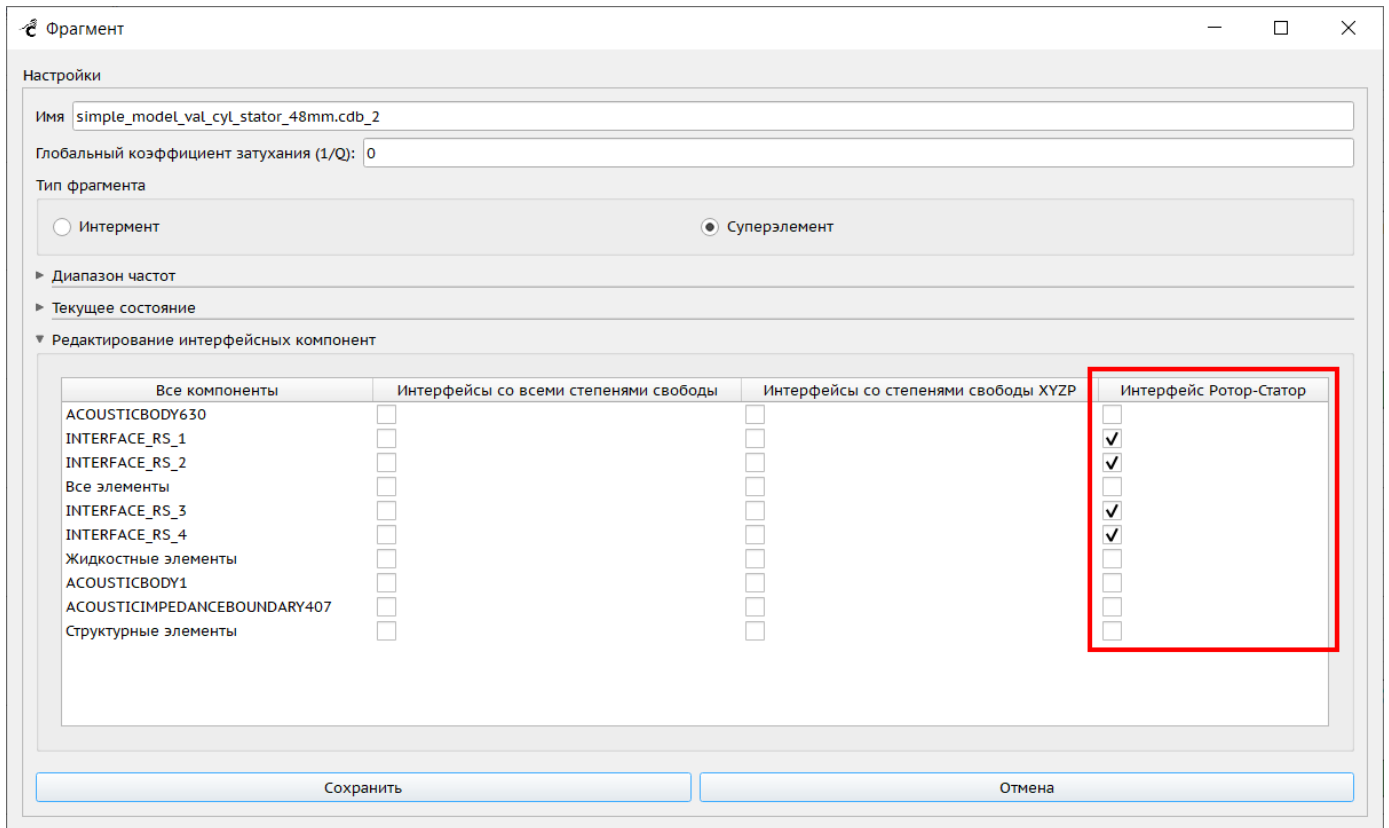 Фрагмент
Настройки
Имя simple_model_val_cyl_stator_48mm.cdb_2
Глобальный коэффициент затухания (1/Q): 0
Тип фрагмента
Интермент Суперэлемент
Диапазон частот
Текущее состояние
Редактирование интерфейсных компонент
Все компоненты Интерфейсы со всеми степенями свободы Интерфейсы со степенями свободы XYZP Интерфейс Ротор-Статор
ACOUSTICBODY630
INTERFACE_RS_1
INTERFACE_RS_2
Все элементы
INTERFACE_RS_3
INTERFACE_RS_4
Жидкостные элементы
ACOUSTICBODY1
ACOUSTICIMPEDANCEBOUNDARY407
Структурные элементы
Сохранить Отмена